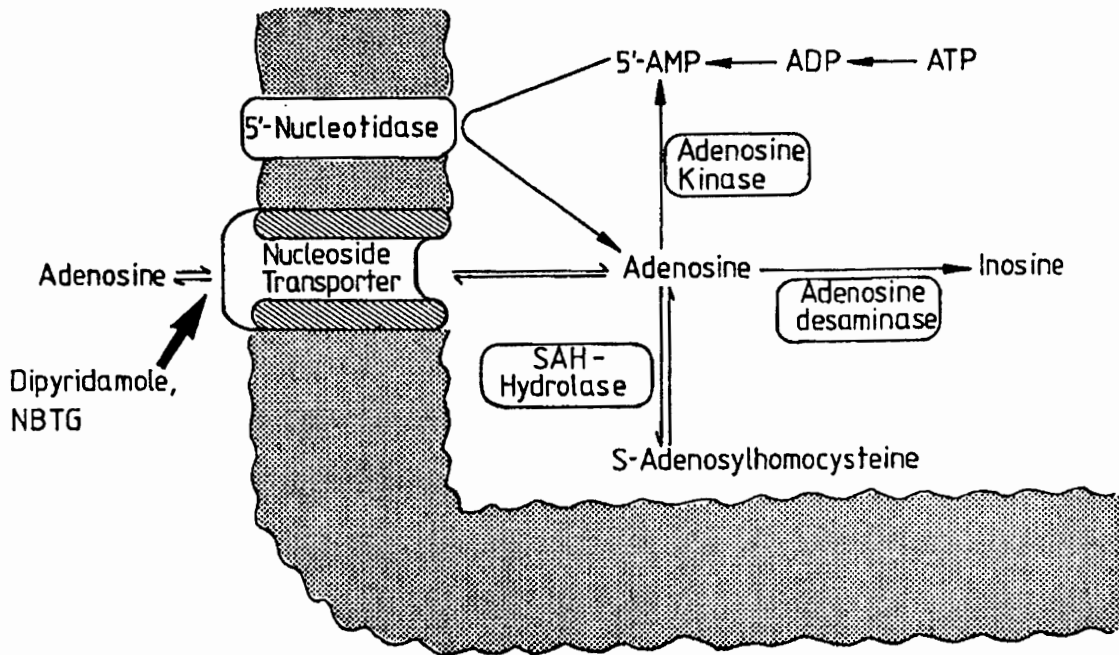 5'-AMP ADP ATP
5'-Nucleotidase
Adenosine
Kinase
Adenosine
Nucleoside
Transporter
Adenosine
Inosine
Adenosine
desaminase
SAH-
Hydrolase
Dipyridamole,
NBTG
S-Adenosylhomocysteine